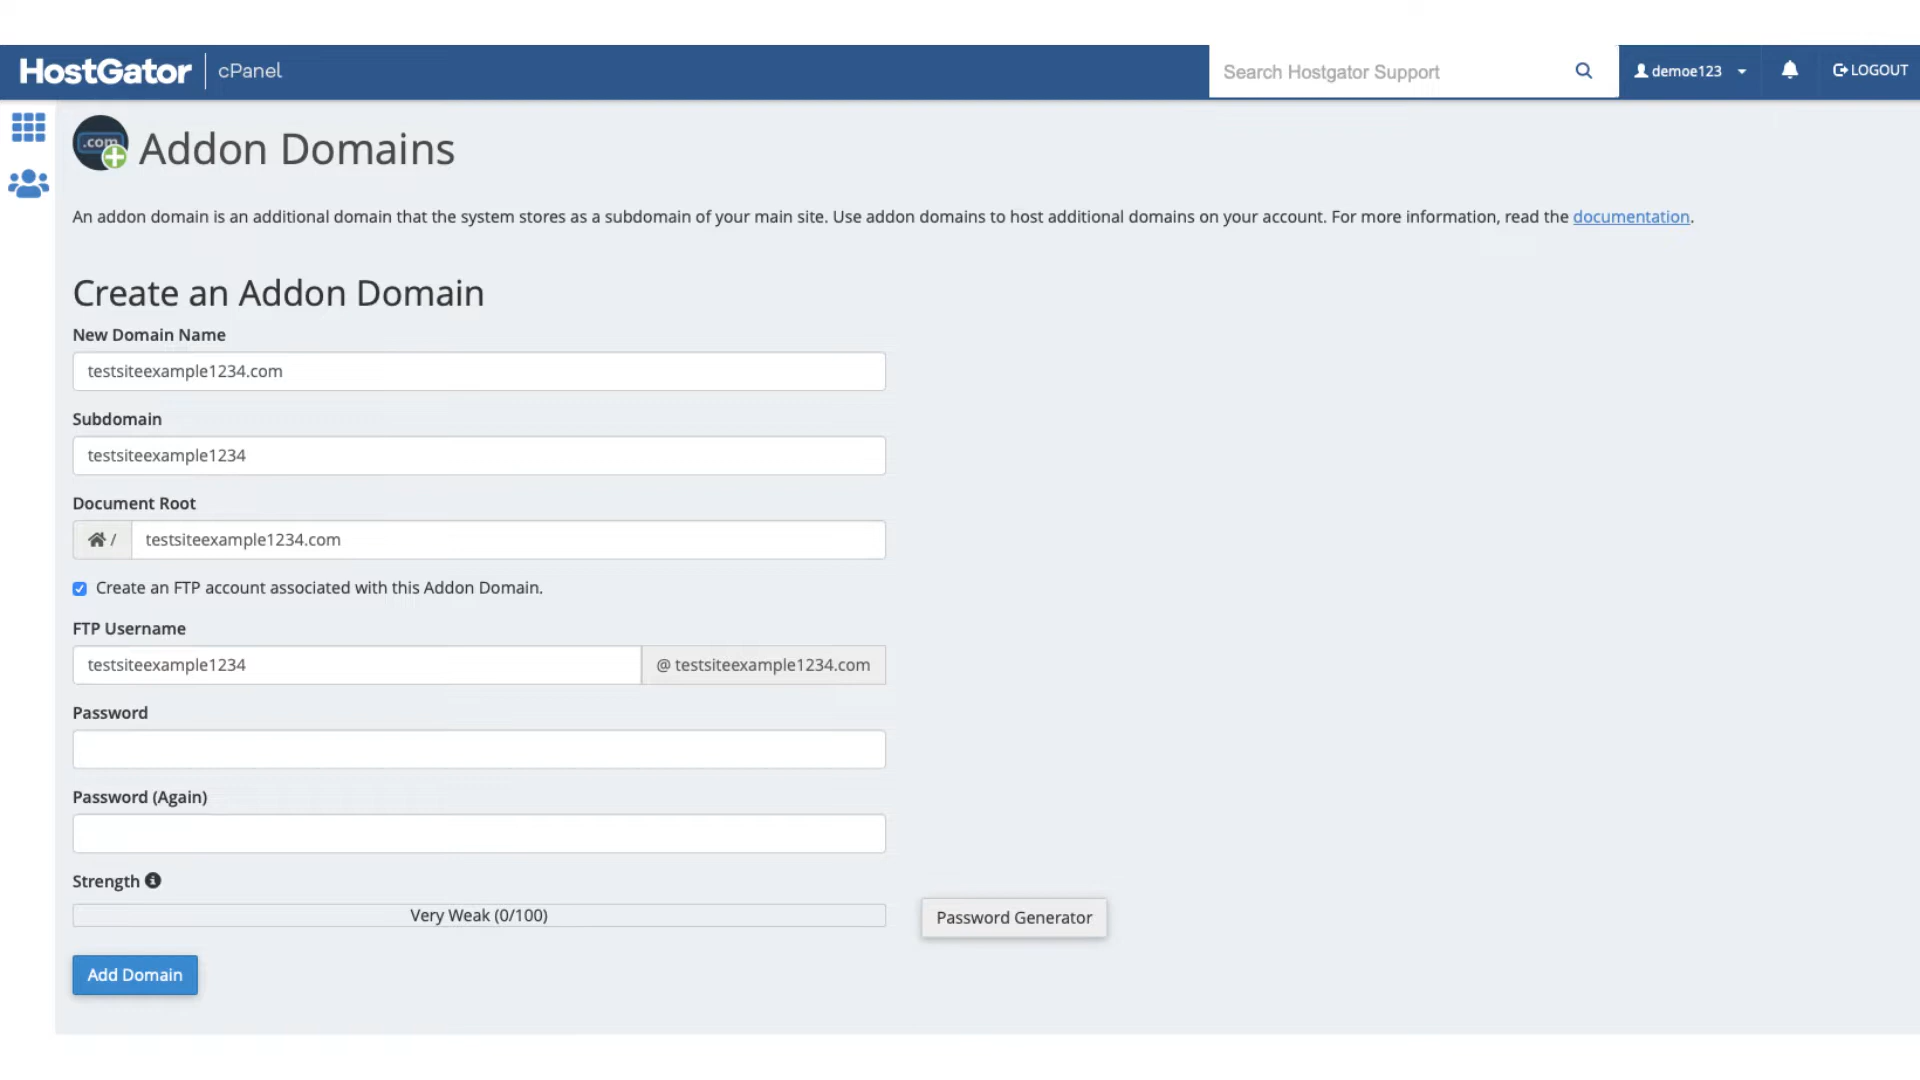 HostGator cPanel
Search Hostgator Support
demoe123
LOGOUT
.com
Addon Domains
An addon domain is an additional domain that the system stores as a subdomain of your main site. Use addon domains to host additional domains on your account. For more information, read the documentation.
Create an Addon Domain
New Domain Name
testsiteexample1234.com
Subdomain
testsiteexample1234
Document Root
/ testsiteexample1234.com
Create an FTP account associated with this Addon Domain.
FTP Username
testsiteexample1234 @ testsiteexample1234.com
Password
Password (Again)
Strength
Very Weak (0/100)
Password Generator
Add Domain